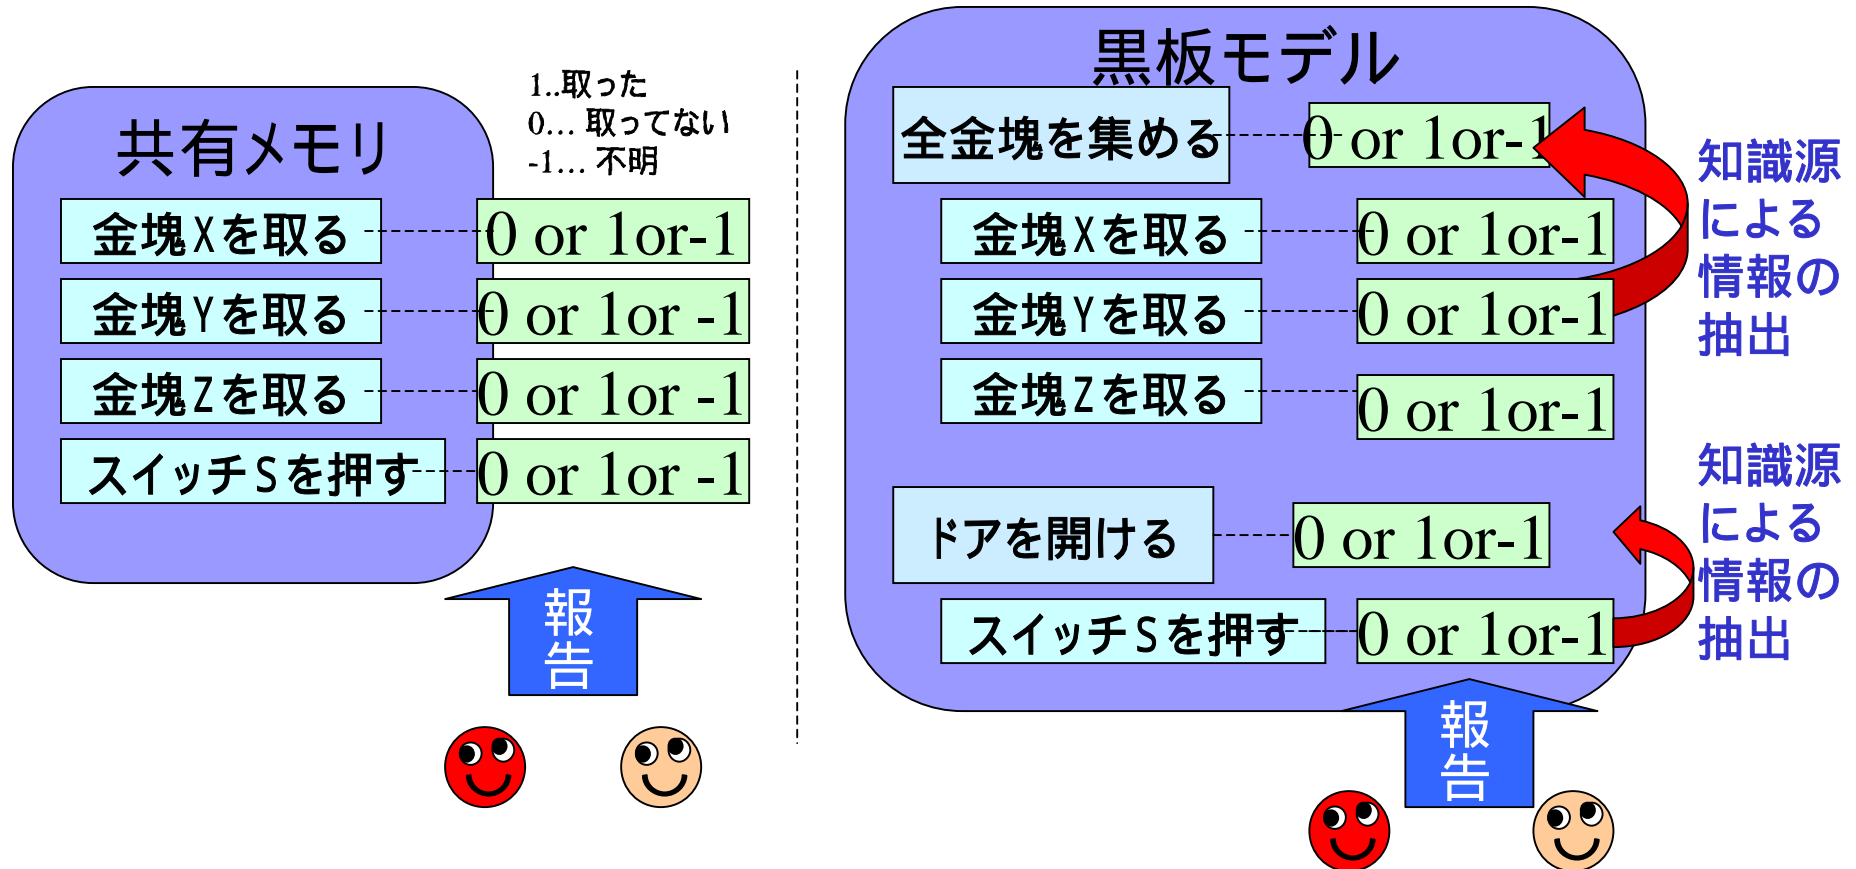 共有メモリ
1..取った
0... 取ってない
-1... 不明
金塊Xを取る
0 or 1or-1
金塊Yを取る
0 or 1or -1
金塊Zを取る
0 or 1or -1
スイッチSを押す
0 or 1or -1
報
告
黒板モデル
全金塊を集める
0 or 1or-1
金塊Xを取る
0 or 1or-1
金塊Yを取る
0 or 1or-1
金塊Zを取る
0 or 1or-1
ドアを開ける
0 or 1or-1
スイッチSを押す
0 or 1or-1
知識源
による
情報の
抽出
知識源
による
情報の
抽出
報
告